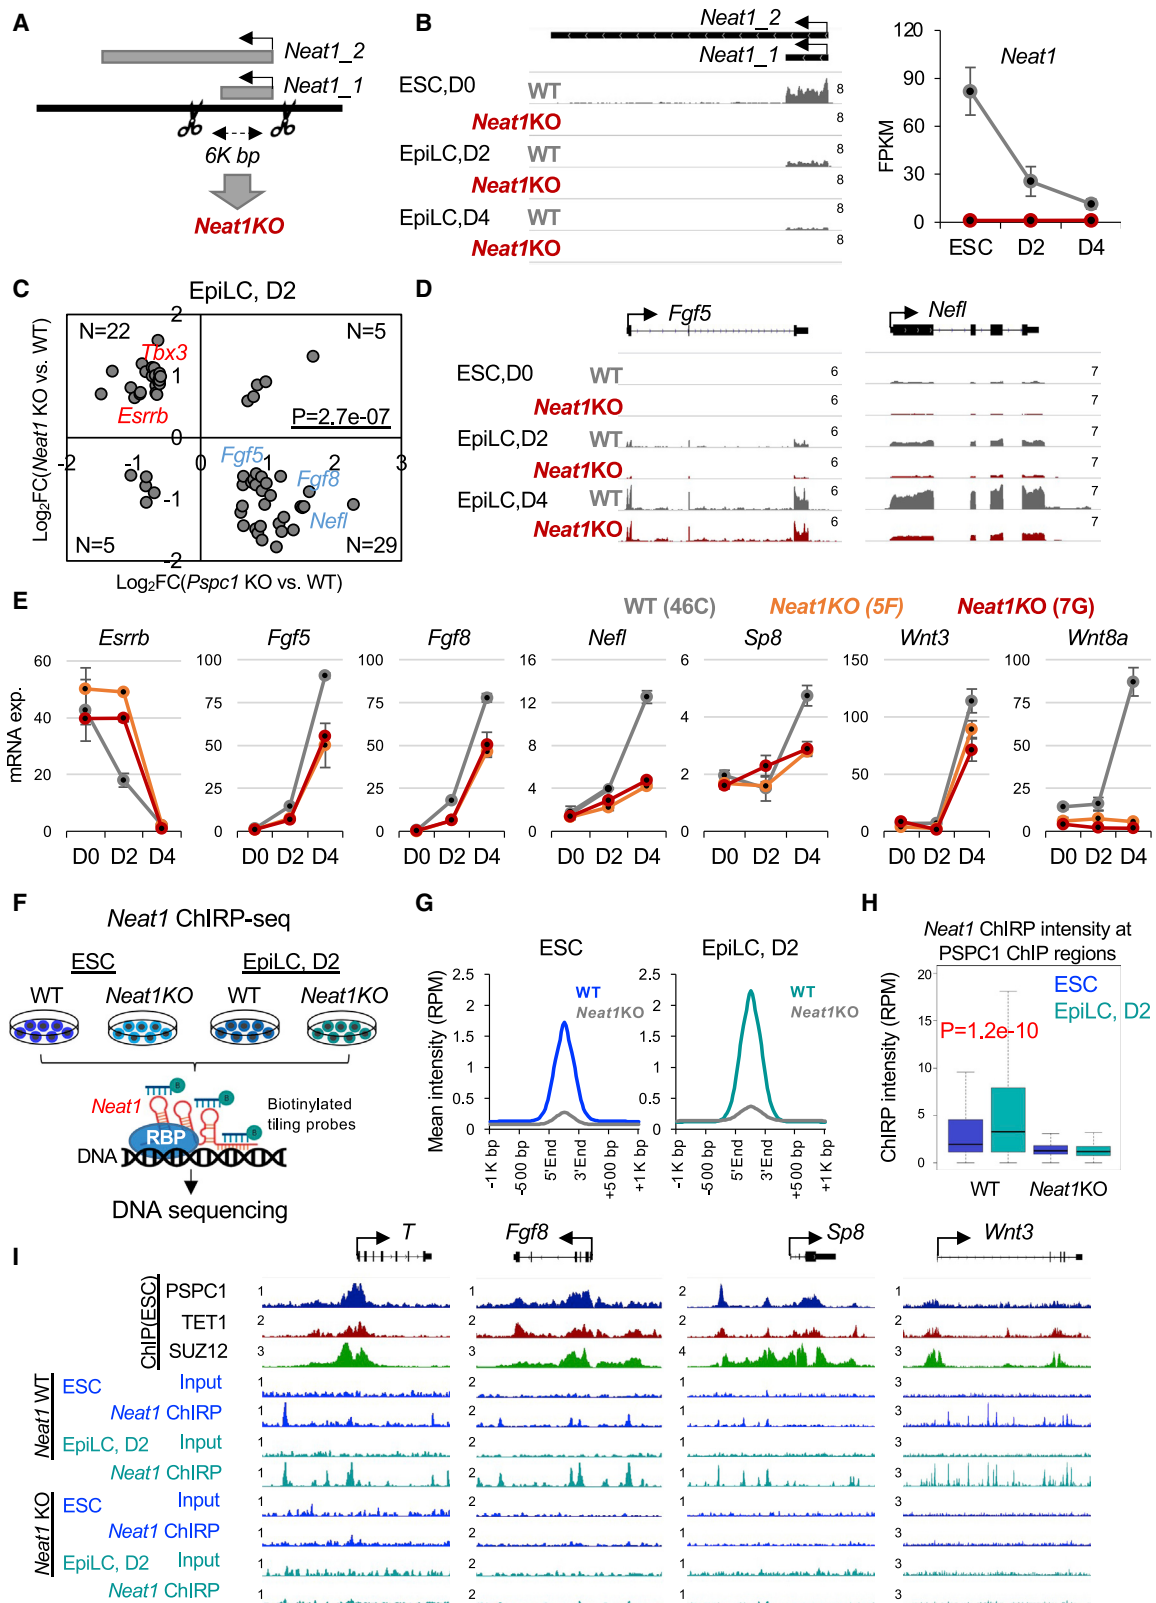 A
Neat1_2
Neat1_1
6K bp
Neat1KO
B
Neat1_2
Neat1_1
ESC,D0 WT 8
Neat1KO 8
EpiLC,D2 WT 8
Neat1KO 8
EpiLC,D4 WT 8
Neat1KO 8
Neat1
FPKM
120
90
60
30
0
ESC D2 D4
C
EpiLC, D2
Log2FC(Neat1 KO vs. WT)
N=22 2 N=5
Tbx3
1
Esrrb
P=2.7e-07
0
-2 -1 0 1 2 3
Fgf5
Fgf8
-1
Nefl
N=5 N=29
-2
Log2FC(Pspc1 KO vs. WT)
D
Fgf5 Nefl
ESC,D0 WT 6 7
Neat1KO 6 7
EpiLC,D2 WT 6 7
Neat1KO 6 7
EpiLC,D4 WT 6 7
Neat1KO 6 7
E
WT (46C) Neat1KO (5F) Neat1KO (7G)
Esrrb Fgf5 Fgf8 Nefl Sp8 Wnt3 Wnt8a
mRNA exp.
60 100 100 16 6 150 100
75 75 12
40 4 100
50 50 8 50
20 2 50
25 25 4 25
0 0 0 0 0 0 0
D0 D2 D4 D0 D2 D4 D0 D2 D4 D0 D2 D4 D0 D2 D4 D0 D2 D4 D0 D2 D4
F
Neat1 ChIRP-seq
ESC EpiLC, D2
WT Neat1KO WT Neat1KO
B
B
Neat1
Biotinylated
tiling probes
B
RBP
DNA
DNA sequencing
G
ESC EpiLC, D2
Mean intensity (RPM)
2.5 2.5
WT WT
2 Neat1KO 2 Neat1KO
1.5 1.5
1 1
0.5 0.5
0 0
-1K bp -500 bp 5'End 3'End +500 bp +1K bp -1K bp -500 bp 5'End 3'End +500 bp +1K bp
H
Neat1 ChIRP intensity at
PSPC1 ChIP regions
ChIRP intensity (RPM)
20
ESC
EpiLC, D2
15
P=1.2e-10
10
5
0
WT Neat1KO
I
T Fgf8 Sp8 Wnt3
ChIP(ESC)
PSPC1 1 1 2 1
TET1 2 2 2 2
SUZ12 3 3 4 3
Neat1 WT
ESC Input 1 2 1 3
Neat1 ChIRP 1 2 1 3
EpiLC, D2 Input 1 2 1 3
Neat1 ChIRP 1 2 1 3
Neat1 KO
ESC Input 1 2 1 3
Neat1 ChIRP 1 2 1 3
EpiLC, D2 Input 1 2 1 3
Neat1 ChIRP 1 2 1 3